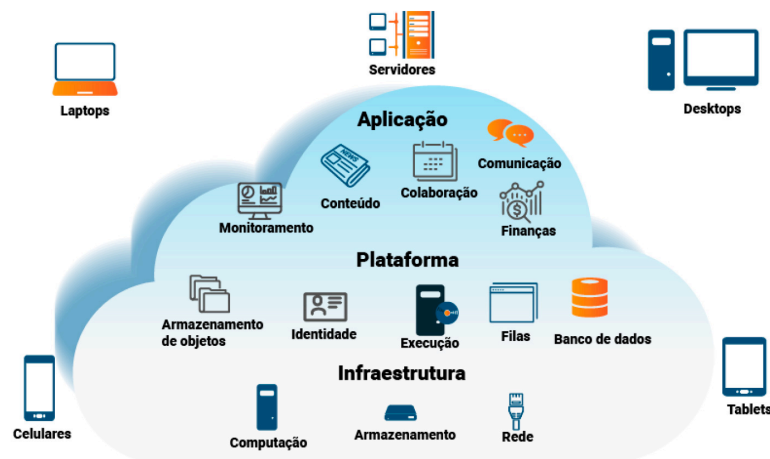 Servidores
Laptops
Desktops
Aplicação
NEWS
Comunicação
Colaboração
Conteúdo
Monitoramento
Finanças
Plataforma
Armazenamento
de objetos
Identidade
Execução
Filas
Banco de dados
Infraestrutura
Celulares
Computação
Armazenamento
Rede
Tablets